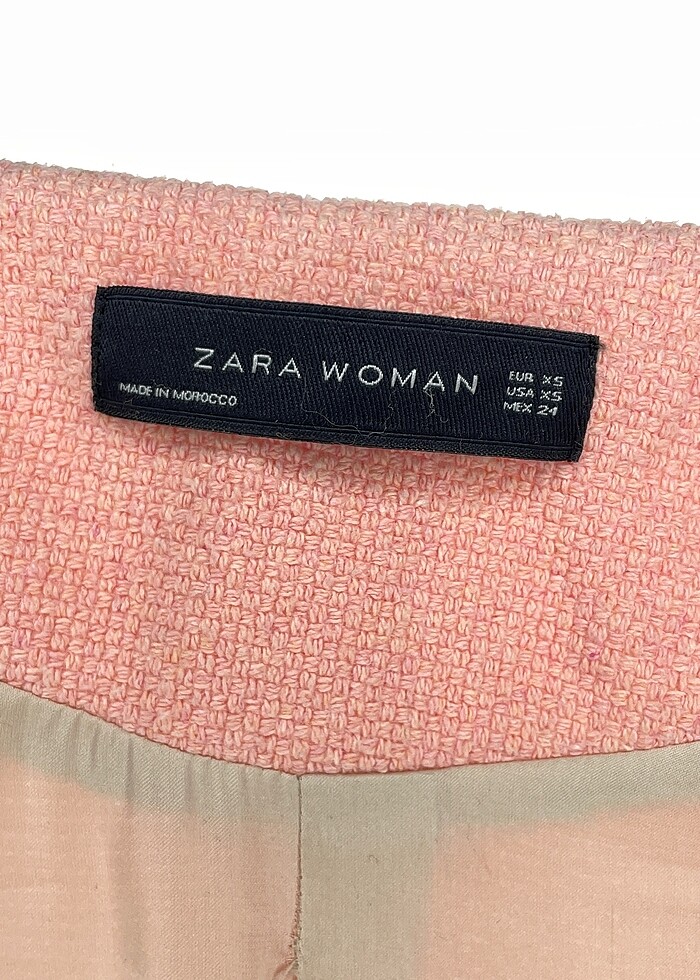 ZARA WOMAN
MADE IN MOROCCO
EUR XS
USA XS
MEX 24